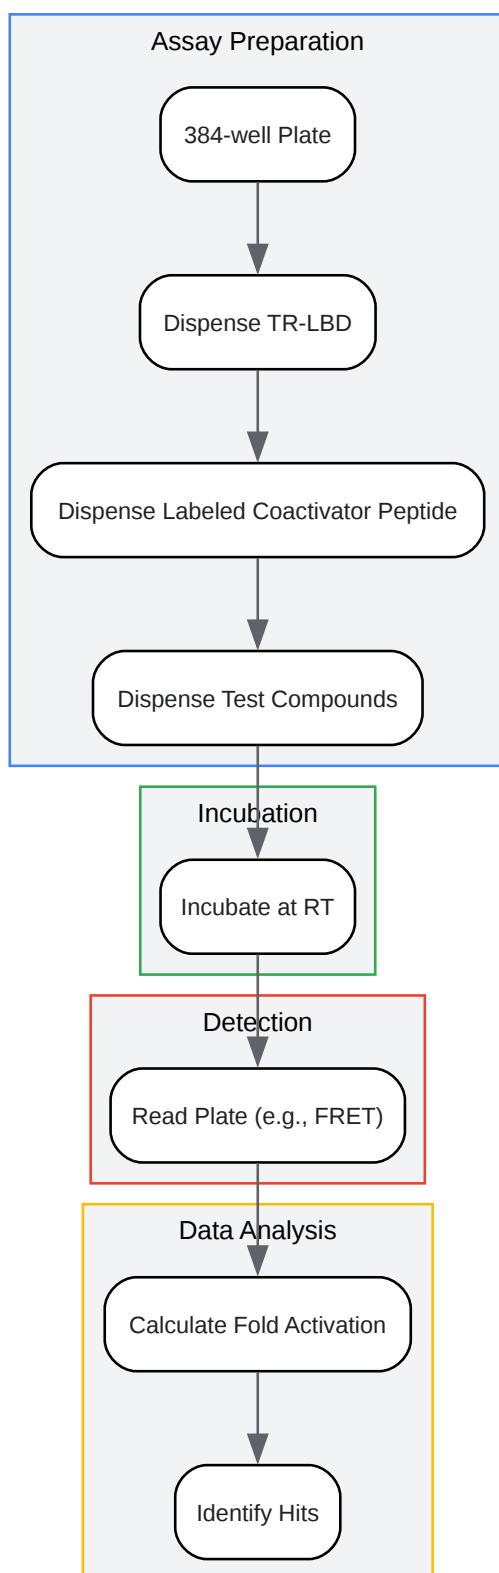 Assay Preparation
384-well Plate
Dispense TR-LBD
Dispense Labeled Coactivator Peptide
Dispense Test Compounds
Incubation
Incubate at RT
Detection
Read Plate (e.g., FRET)
Data Analysis
Calculate Fold Activation
Identify Hits